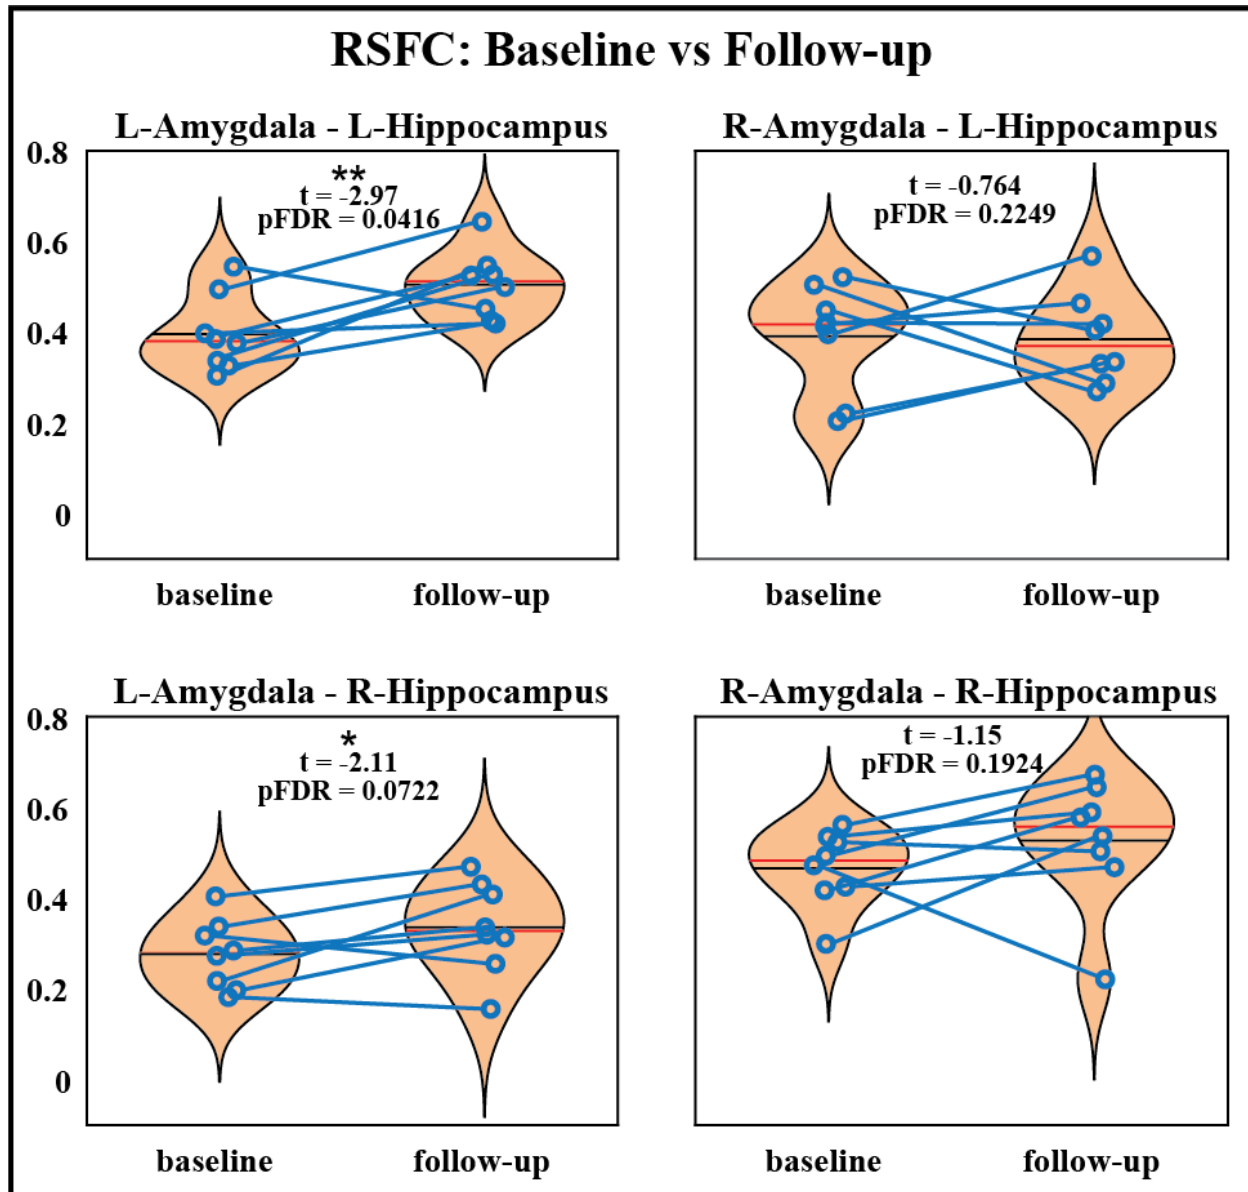 RSFC: Baseline vs Follow-up
L-Amygdala - L-Hippocampus
**
t = -2.97
pFDR = 0.0416
0.8
0.6
0.4
0.2
0
baseline
follow-up
R-Amygdala - L-Hippocampus
t = -0.764
pFDR = 0.2249
baseline
follow-up
L-Amygdala - R-Hippocampus
*
t = -2.11
pFDR = 0.0722
0.8
0.6
0.4
0.2
0
baseline
follow-up
R-Amygdala - R-Hippocampus
t = -1.15
pFDR = 0.1924
baseline
follow-up